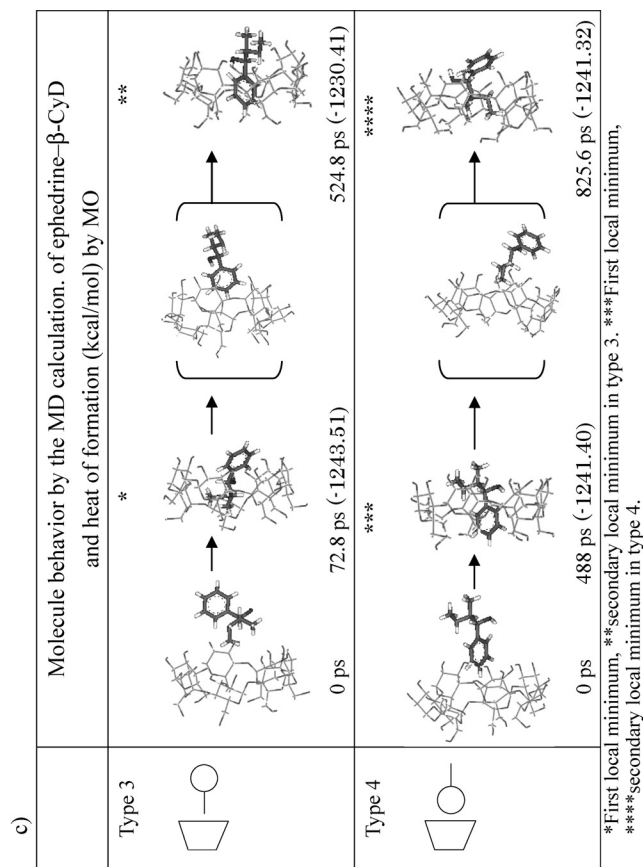 c)
Molecule behavior by the MD calculation. of ephedrine–β-CyD
and heat of formation (kcal/mol) by MO
Type 3
*
**
0 ps
72.8 ps (-1243.51)
524.8 ps (-1230.41)
Type 4
***
****
0 ps
488 ps (-1241.40)
825.6 ps (-1241.32)
*First local minimum, **secondary local minimum in type 3. ***First local minimum,
****secondary local minimum in type 4.